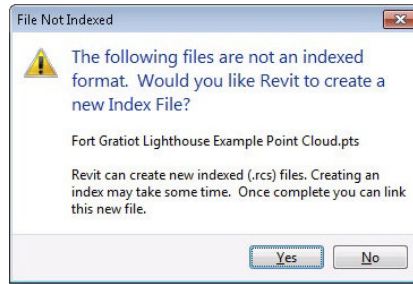 File Not Indexed
The following files are not an indexed
format. Would you like Revit to create a
new Index File?
Fort Gratiot Lighthouse Example Point Cloud.pts
Revit can create new indexed (.rcs) files. Creating an
index may take some time. Once complete you can link
this new file.
Yes
No